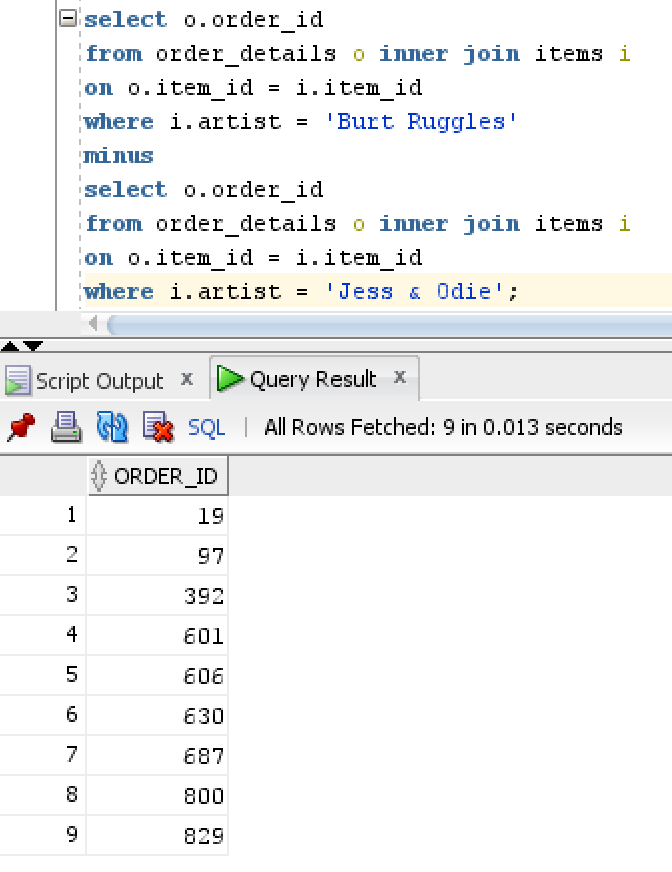 select o.order_id
from order_details o inner join items i
on o.item_id = i.item_id
where i.artist = 'Burt Ruggles'
minus
select o.order_id
from order_details o inner join items i
on o.item_id = i.item_id
where i.artist = 'Jess & Odie';
Script Output x Query Result x
SQL | All Rows Fetched: 9 in 0.013 seconds
ORDER_ID
1 19
2 97
3 392
4 601
5 606
6 630
7 687
8 800
9 829